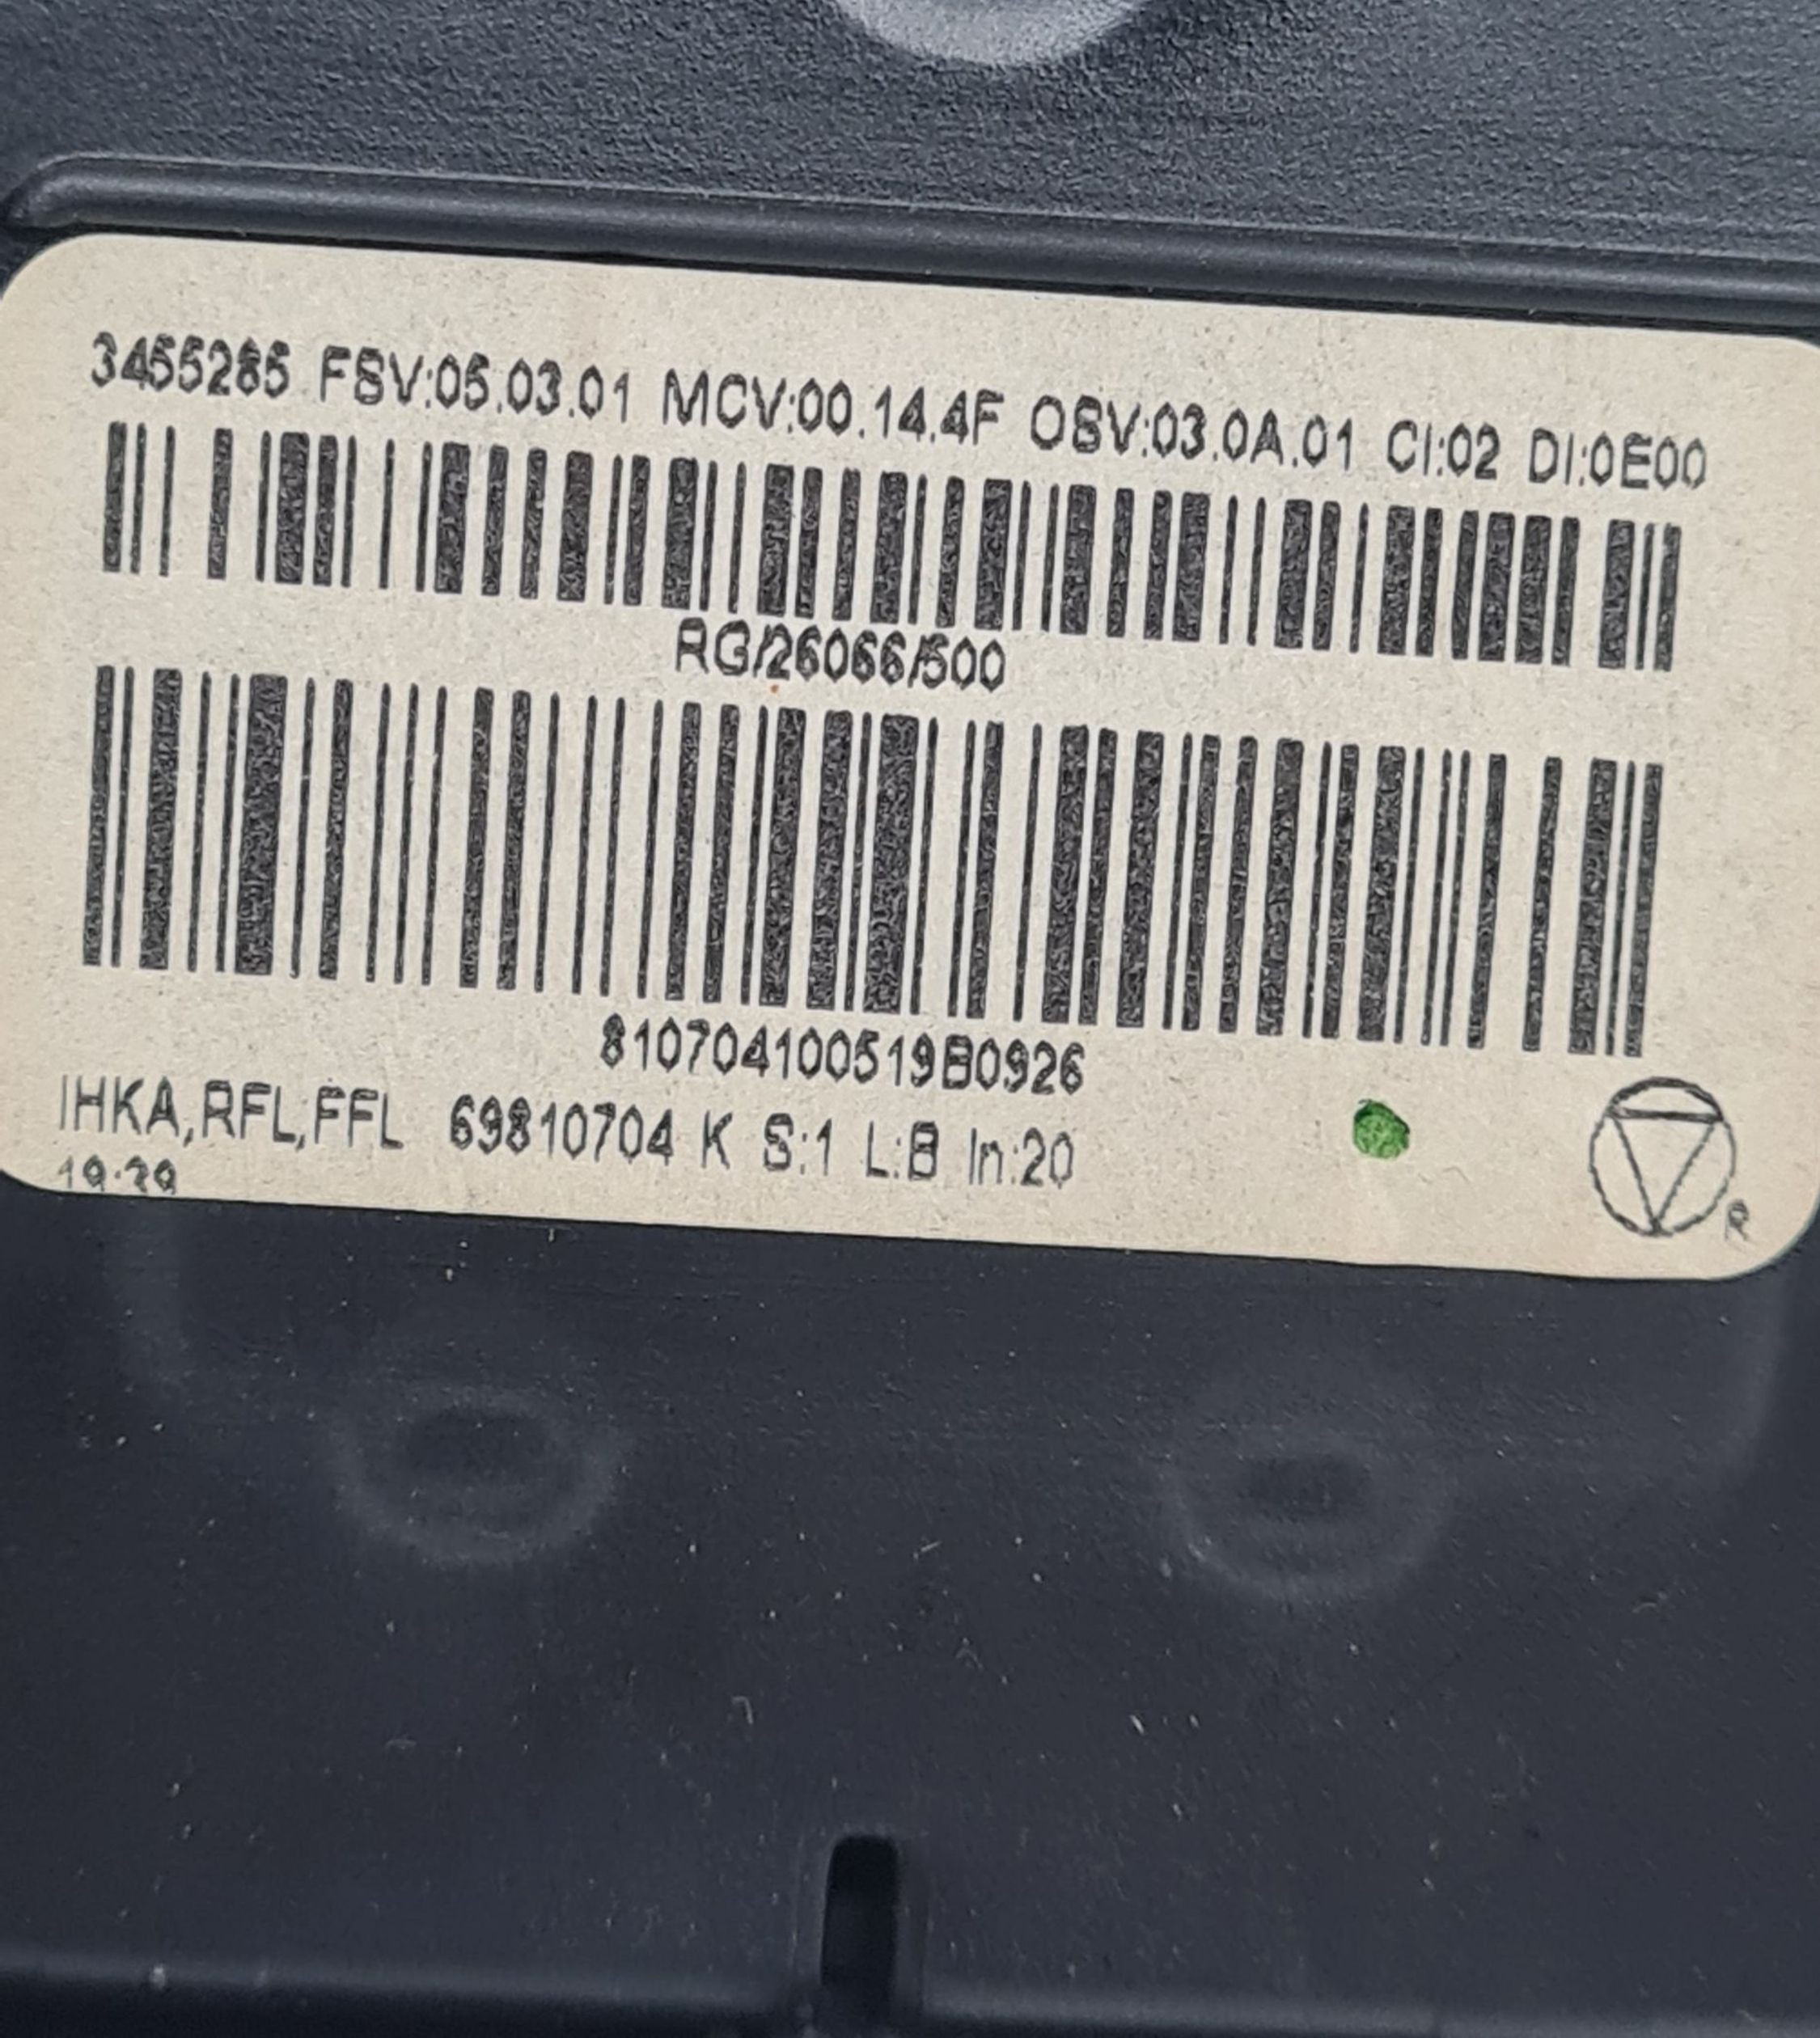 3455285 FSV:05.03.01 MCV:00.14.4F OSV:03.0A.01 CI:02 DI:0E00
RG/26066/500
810704100519B0926
IHKA,RFL,FFL 69810704 K S:1 L:B In:20
R